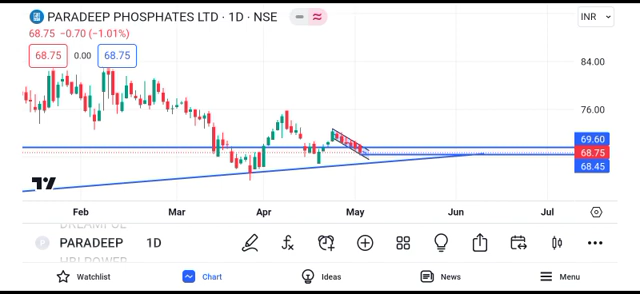 PARADEEP PHOSPHATES LTD · 1D · NSE
INR
68.75 −0.70 (−1.01%)
68.75 0.00 68.75
84.00
76.00
69.60
68.75
68.45
Feb Mar Apr May Jun Jul
P PARADEEP 1D
Watchlist Chart Ideas News Menu